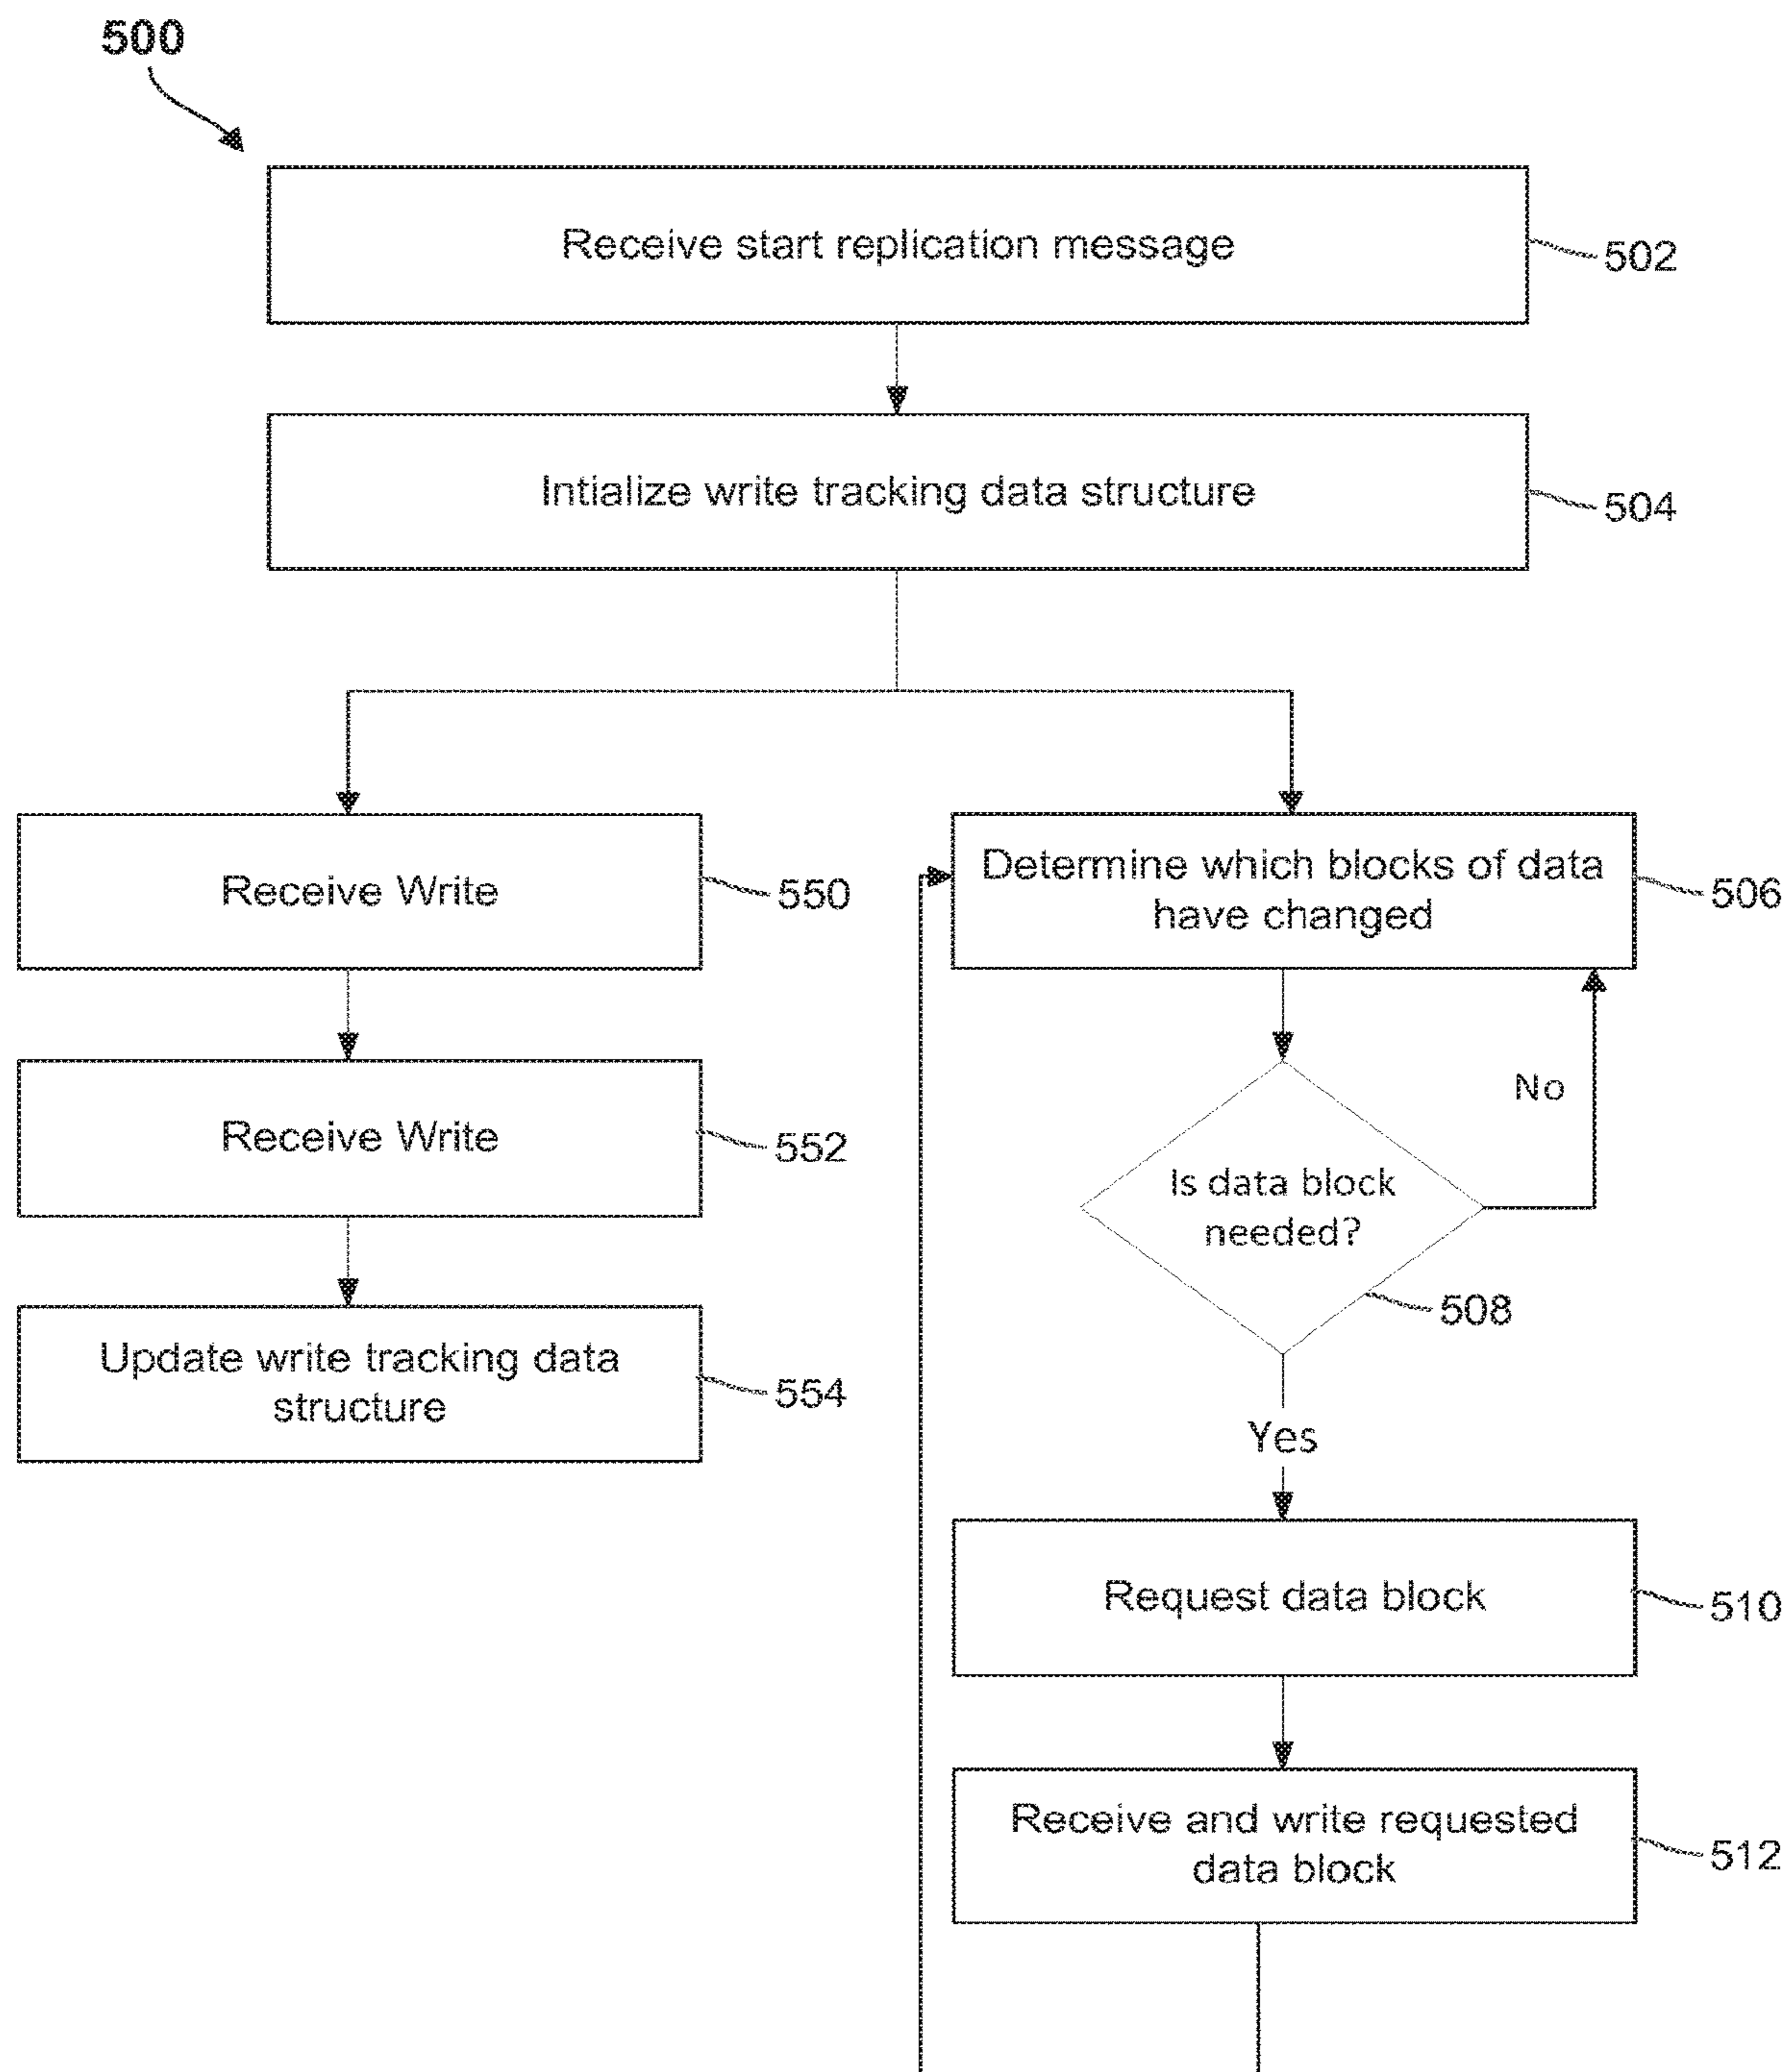 500
Receive start replication message
502
Intialize write tracking data structure
504
Receive Write
550
Determine which blocks of data
have changed
506
Receive Write
552
No
Is data block
needed?
508
Update write tracking data
structure
554
Yes
Request data block
510
Receive and write requested
data block
512